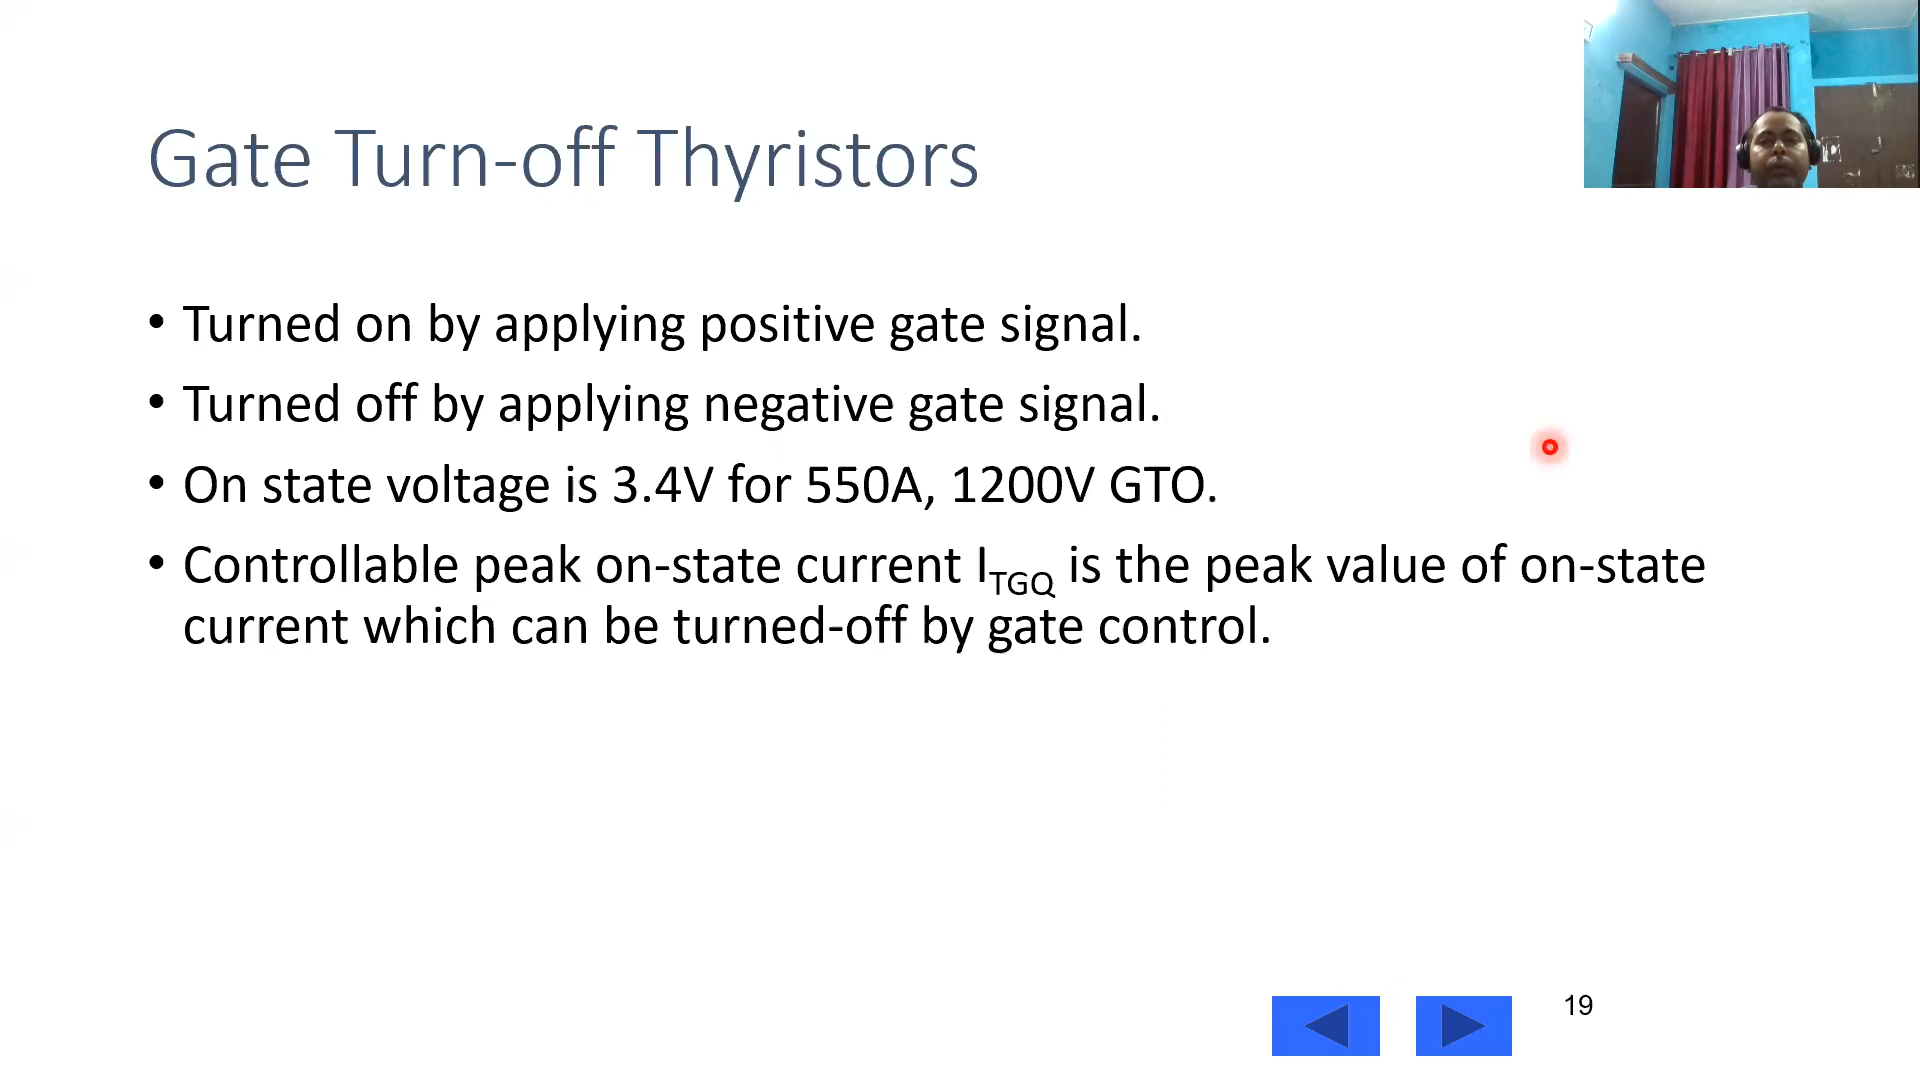 Gate Turn-off Thyristors
• Turned on by applying positive gate signal.
• Turned off by applying negative gate signal.
• On state voltage is 3.4V for 550A, 1200V GTO.
• Controllable peak on-state current I_TGQ is the peak value of on-state
current which can be turned-off by gate control.
19